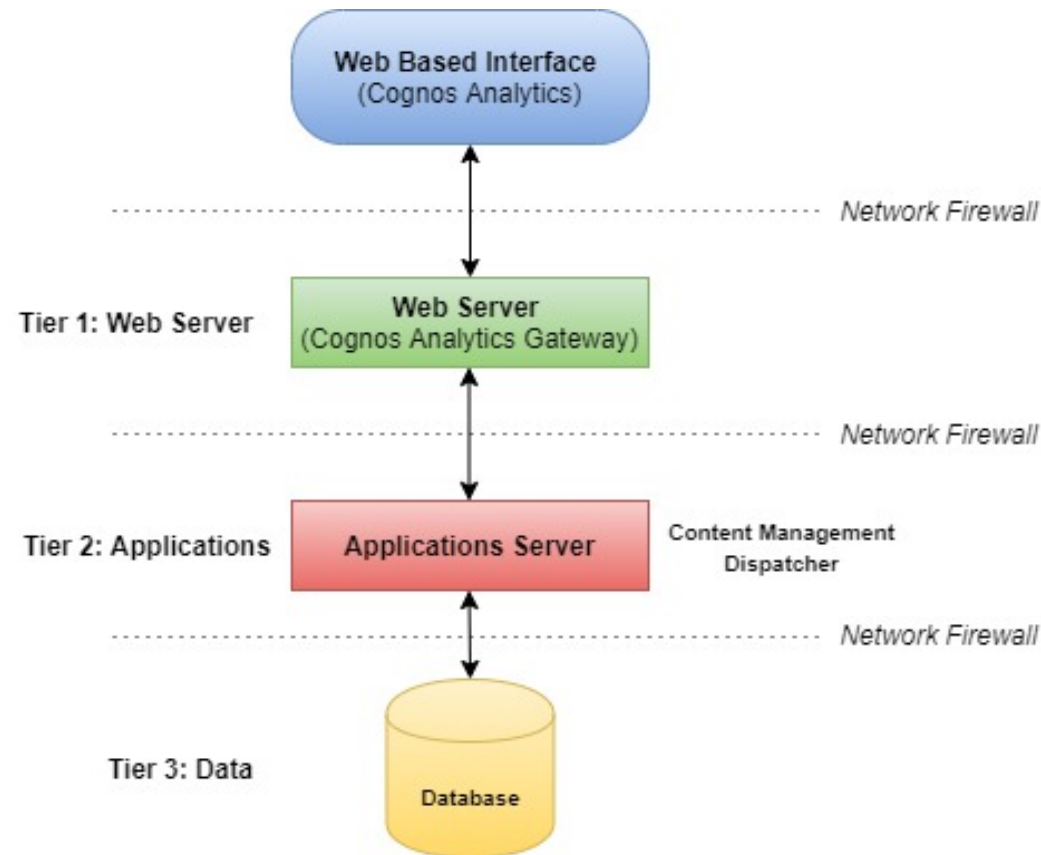 Web Based Interface
(Cognos Analytics)
Network Firewall
Tier 1: Web Server
Web Server
(Cognos Analytics Gateway)
Network Firewall
Tier 2: Applications
Applications Server
Content Management
Dispatcher
Network Firewall
Tier 3: Data
Database